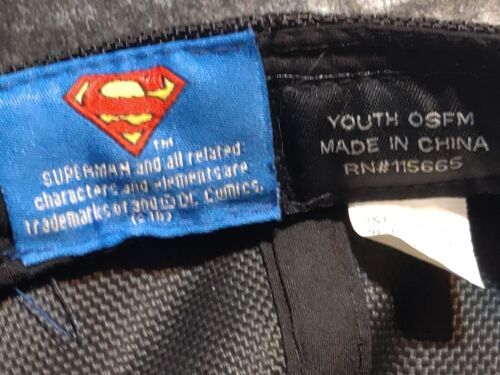 S
TM
SUPERMAN and all related
characters and elements are
trademarks of and © DC Comics.
YOUTH OSFM
MADE IN CHINA
RN#115665